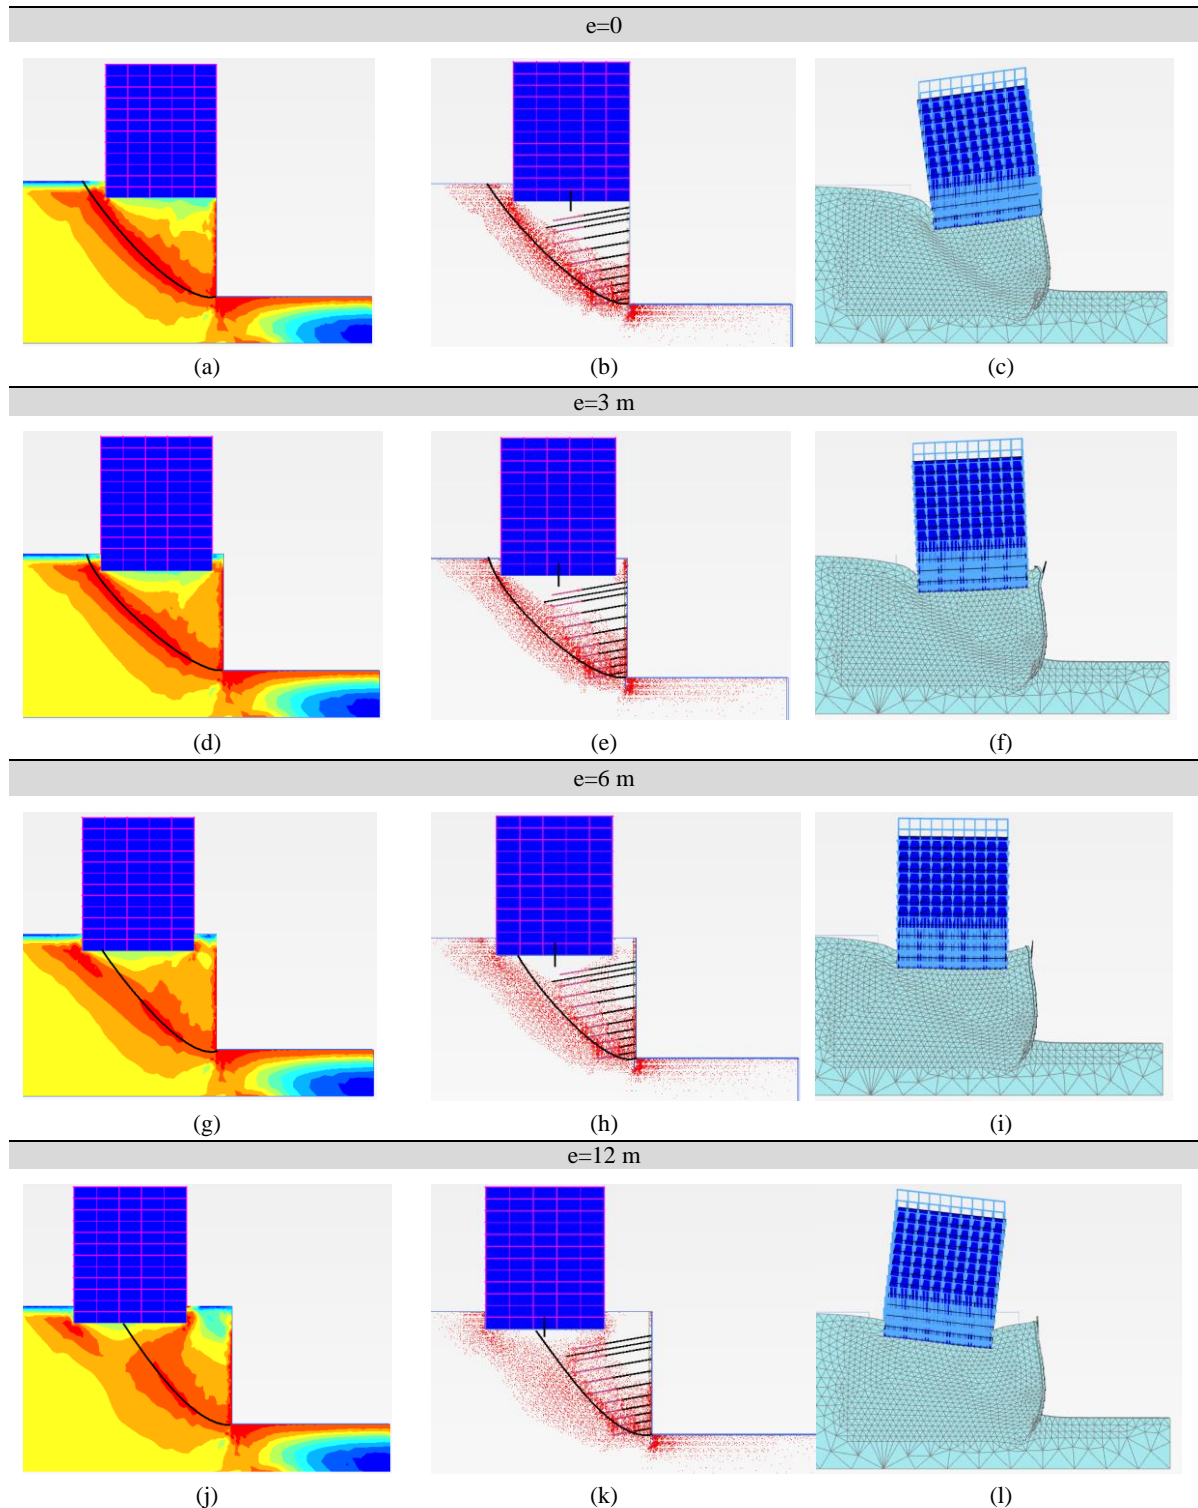 e=0
(a) (b) (c)
e=3 m
(d) (e) (f)
e=6 m
(g) (h) (i)
e=12 m
(j) (k) (l)